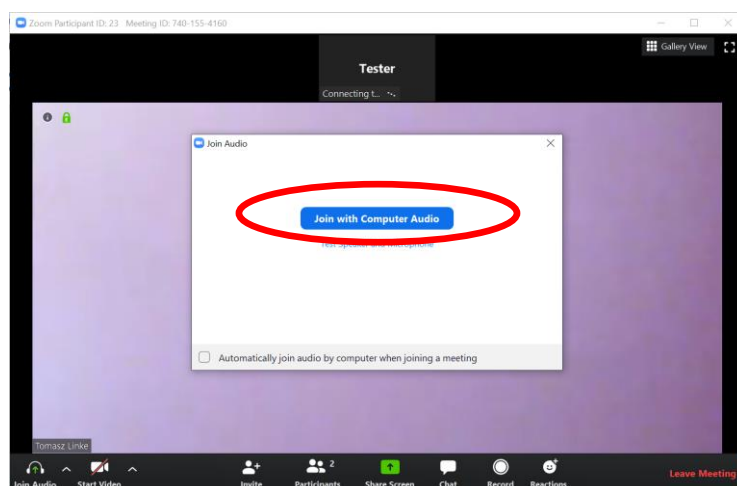 Zoom Participant ID: 23 Meeting ID: 740-155-4160
Gallery View
Tester
Connecting t...
Join Audio
Join with Computer Audio
Test Speaker and Microphone
Automatically join audio by computer when joining a meeting
Tomasz Linke
2
Join Audio Start Video Invite Participants Share Screen Chat Record Reactions Leave Meeting